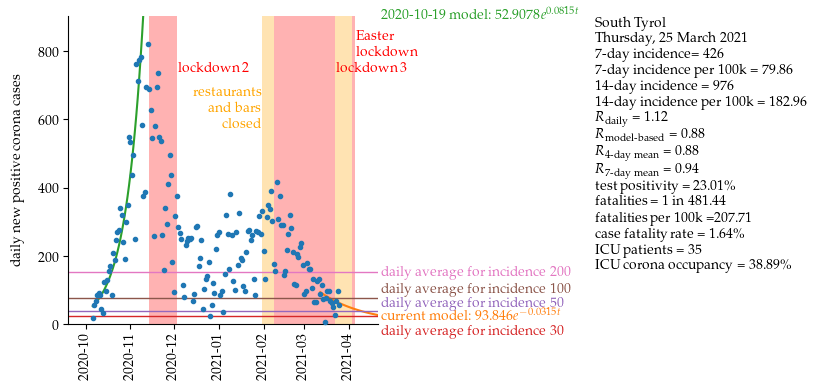 2020-10-19 model: 52.9078e^0.0815t
Easter
lockdown
lockdown 2
lockdown 3
restaurants
and bars
closed
daily new positive corona cases
800
600
400
200
0
daily average for incidence 200
daily average for incidence 100
daily average for incidence 50
current model: 93.846e^−0.0315t
daily average for incidence 30
2020-10
2020-11
2020-12
2021-01
2021-02
2021-03
2021-04
South Tyrol
Thursday, 25 March 2021
7-day incidence= 426
7-day incidence per 100k = 79.86
14-day incidence = 976
14-day incidence per 100k = 182.96
R_daily = 1.12
R_model-based = 0.88
R_4-day mean = 0.88
R_7-day mean = 0.94
test positivity = 23.01%
fatalities = 1 in 481.44
fatalities per 100k =207.71
case fatality rate = 1.64%
ICU patients = 35
ICU corona occupancy = 38.89%